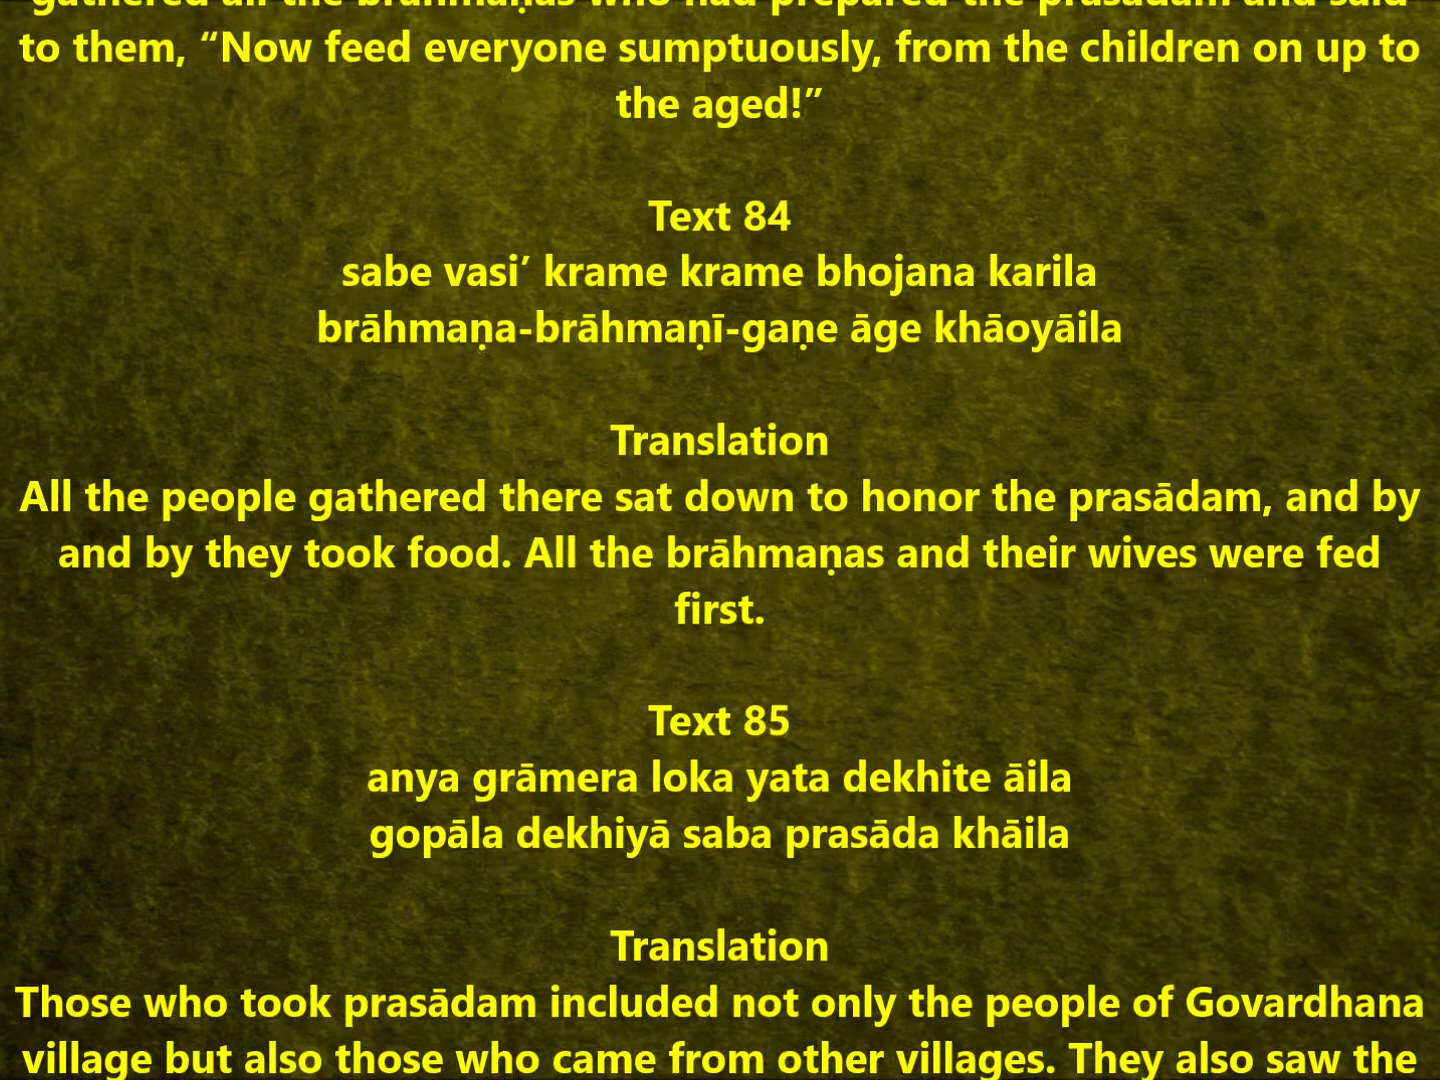 gathered all the brāhmaṇas who had prepared the prasādam and said
to them, “Now feed everyone sumptuously, from the children on up to
the aged!”
Text 84
sabe vasi’ krame krame bhojana karila
brāhmaṇa-brāhmaṇī-gaṇe āge khāoyāila
Translation
All the people gathered there sat down to honor the prasādam, and by
and by they took food. All the brāhmaṇas and their wives were fed
first.
Text 85
anya grāmera loka yata dekhite āila
gopāla dekhiyā saba prasāda khāila
Translation
Those who took prasādam included not only the people of Govardhana
village but also those who came from other villages. They also saw the